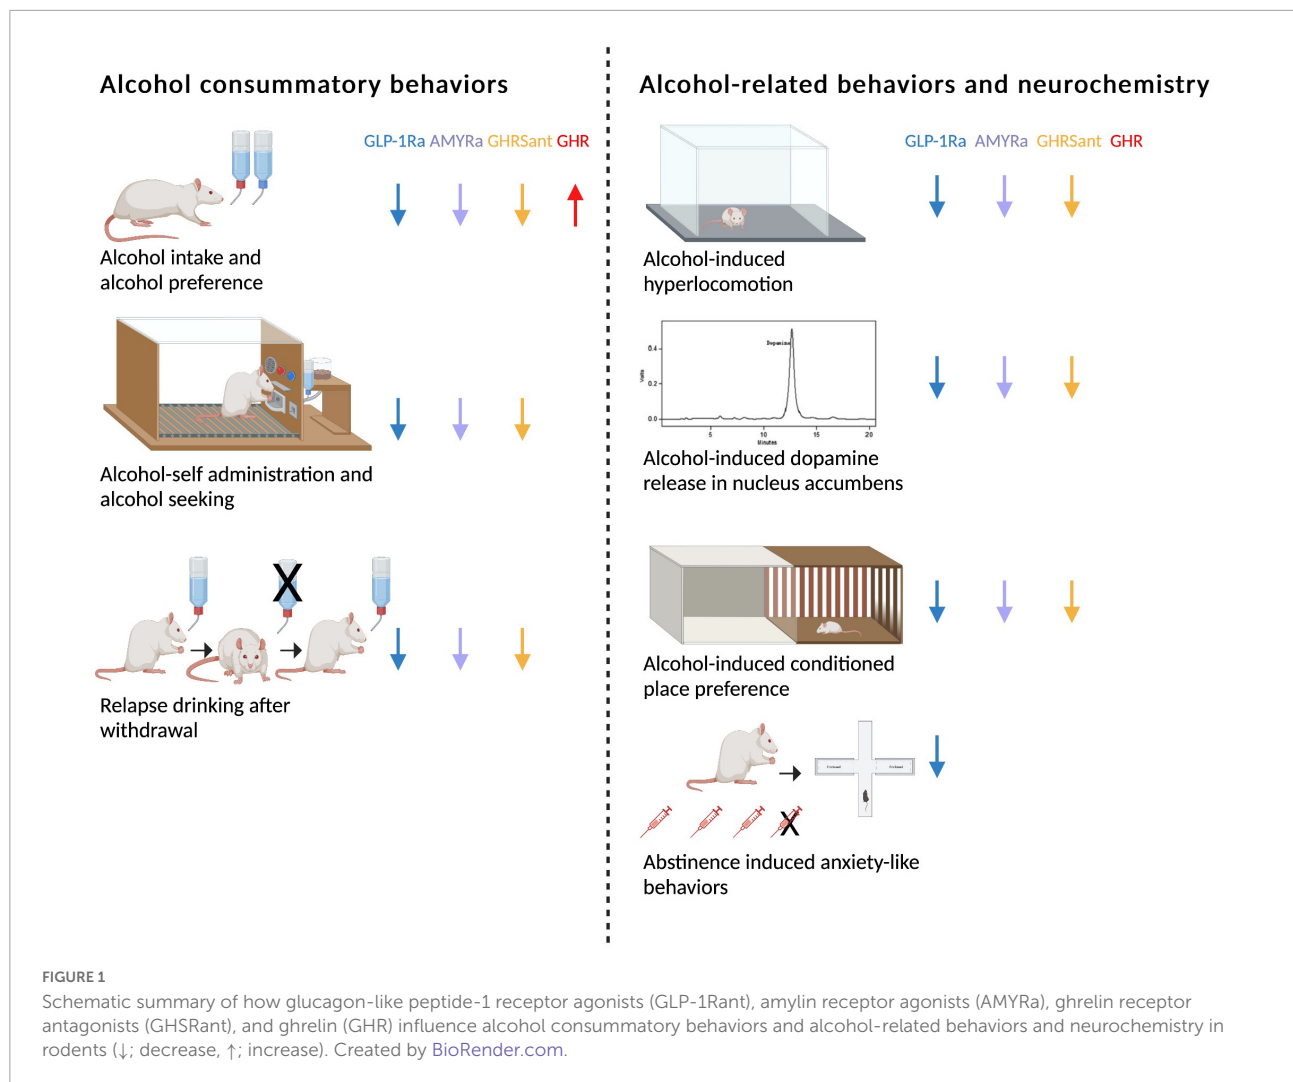 Alcohol consummatory behaviors
GLP-1Ra AMYRa GHRSant GHR
Alcohol intake and
alcohol preference
Alcohol-self administration and
alcohol seeking
X
Relapse drinking after
withdrawal
Alcohol-related behaviors and neurochemistry
GLP-1Ra AMYRa GHRSant GHR
Alcohol-induced
hyperlocomotion
Dopamine
Volts
0.4
0.2
0.0
5 10 15 20
Minutes
Alcohol-induced dopamine
release in nucleus accumbens
Alcohol-induced conditioned
place preference
X
Abstinence induced anxiety-like
behaviors
FIGURE 1
Schematic summary of how glucagon-like peptide-1 receptor agonists (GLP-1Rant), amylin receptor agonists (AMYRa), ghrelin receptor
antagonists (GHSRant), and ghrelin (GHR) influence alcohol consummatory behaviors and alcohol-related behaviors and neurochemistry in
rodents (↓; decrease, ↑; increase). Created by BioRender.com.